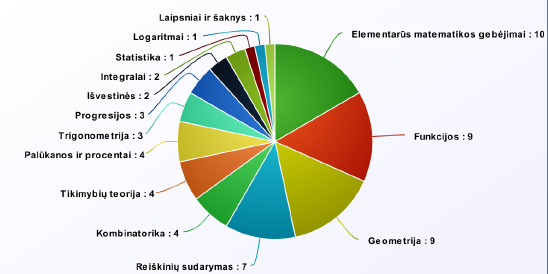 Laipsniai ir šaknys : 1
Logaritmai : 1
Statistika : 1
Integralai : 2
Išvestinės : 2
Progresijos : 3
Trigonometrija : 3
Palūkanos ir procentai : 4
Tikimybių teorija : 4
Kombinatorika : 4
Reiškinių sudarymas : 7
Elementarūs matematikos gebėjimai : 10
Funkcijos : 9
Geometrija : 9